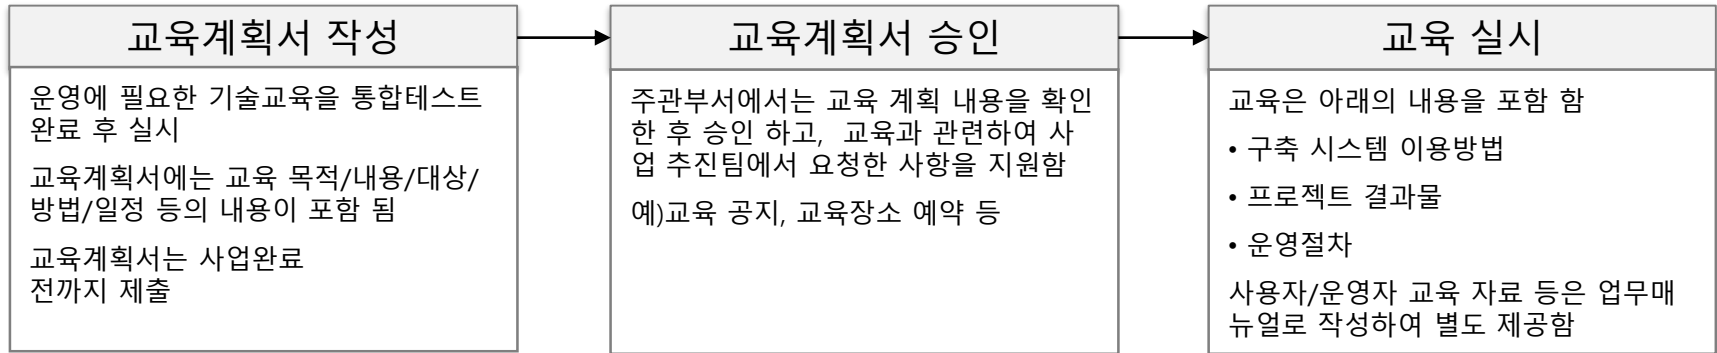 교육계획서 작성
운영에 필요한 기술교육을 통합테스트
완료 후 실시
교육계획서에는 교육 목적/내용/대상/
방법/일정 등의 내용이 포함 됨
교육계획서는 사업완료
전까지 제출
교육계획서 승인
주관부서에서는 교육 계획 내용을 확인
한 후 승인 하고, 교육과 관련하여 사
업 추진팀에서 요청한 사항을 지원함
예)교육 공지, 교육장소 예약 등
교육 실시
교육은 아래의 내용을 포함 함
• 구축 시스템 이용방법
• 프로젝트 결과물
• 운영절차
사용자/운영자 교육 자료 등은 업무매
뉴얼로 작성하여 별도 제공함